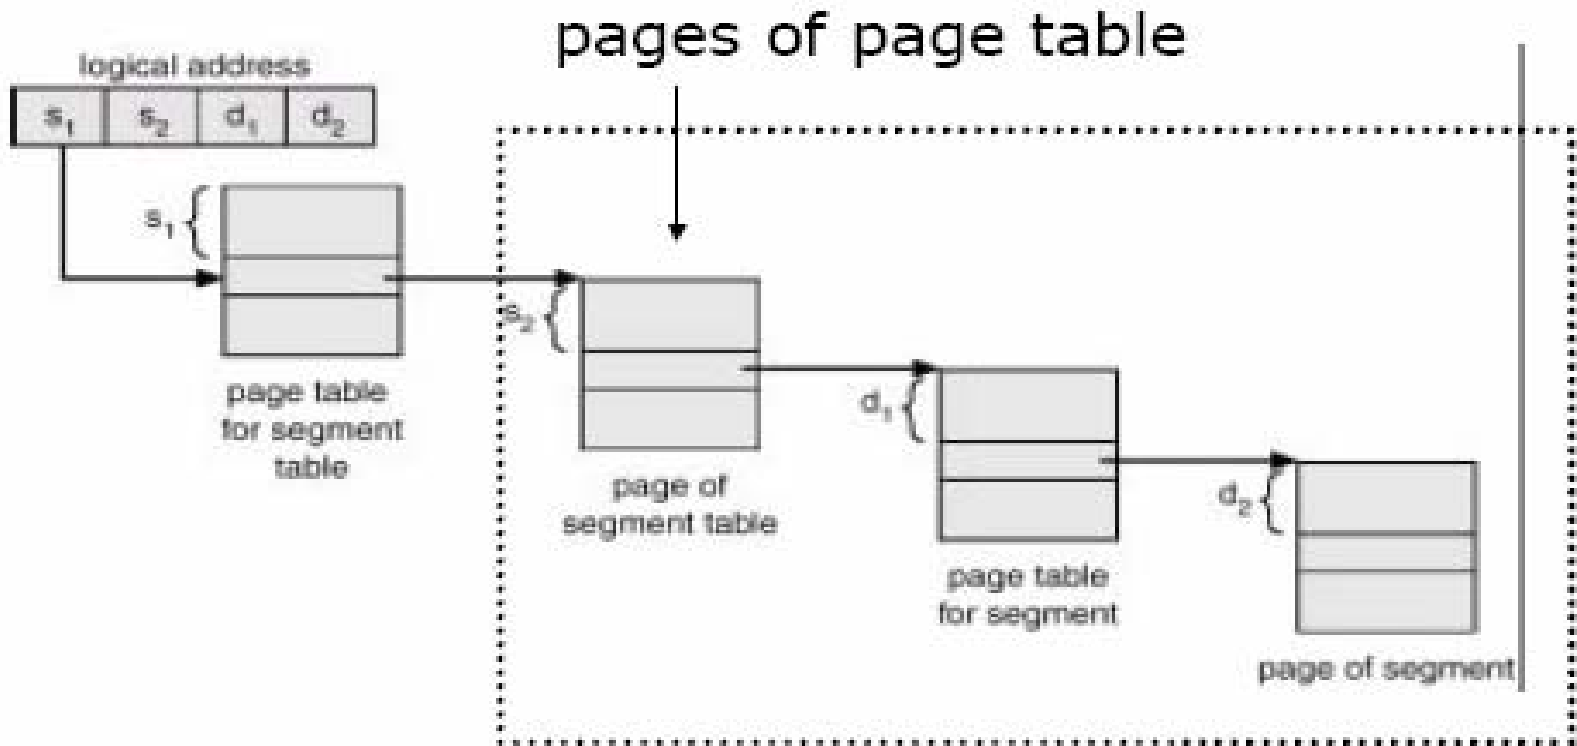 pages of page table
logical address
s1 s2 d1 d2
s1
page table
for segment
table
s2
page of
segment table
d1
page table
for segment
d2
page of segment